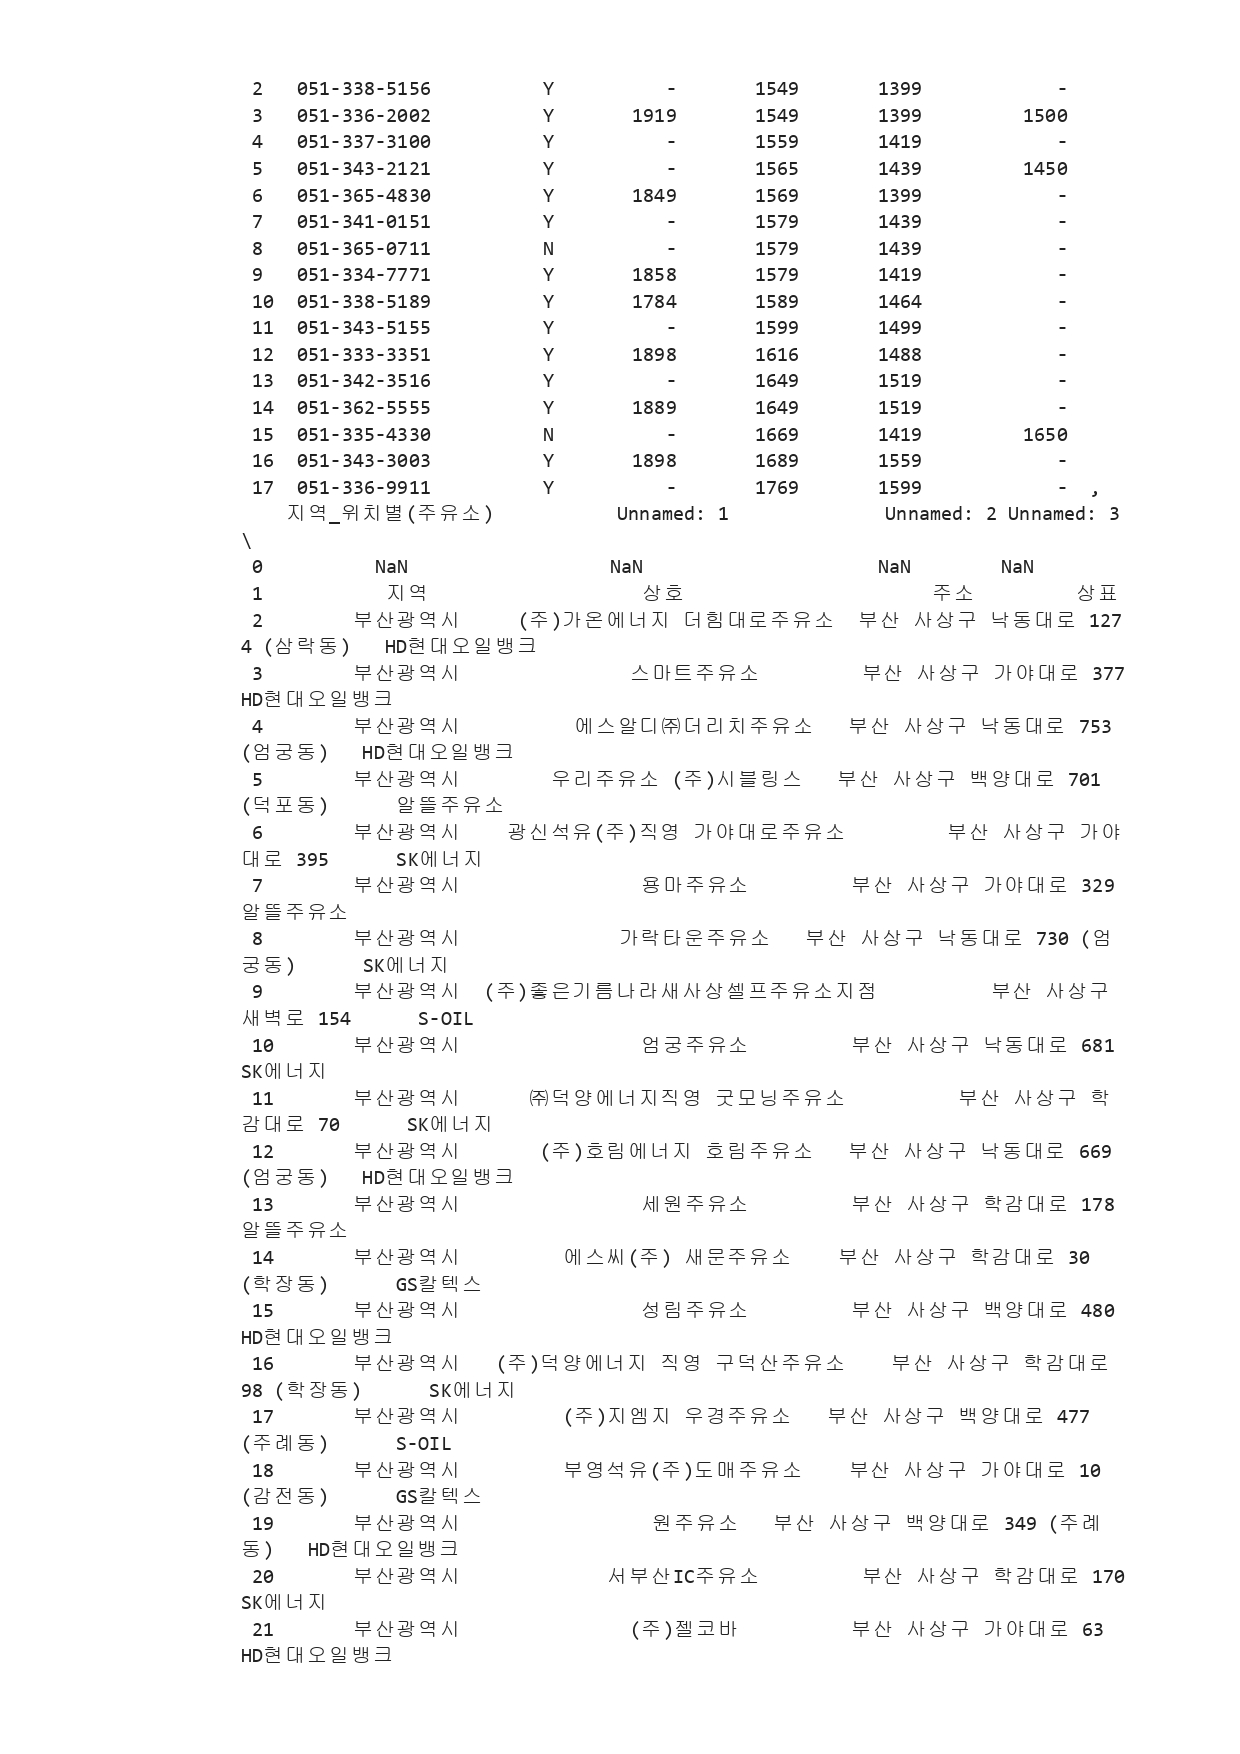 2 051-338-5156 Y - 1549 1399 -
3 051-336-2002 Y 1919 1549 1399 1500
4 051-337-3100 Y - 1559 1419 -
5 051-343-2121 Y - 1565 1439 1450
6 051-365-4830 Y 1849 1569 1399 -
7 051-341-0151 Y - 1579 1439 -
8 051-365-0711 N - 1579 1439 -
9 051-334-7771 Y 1858 1579 1419 -
10 051-338-5189 Y 1784 1589 1464 -
11 051-343-5155 Y - 1599 1499 -
12 051-333-3351 Y 1898 1616 1488 -
13 051-342-3516 Y - 1649 1519 -
14 051-362-5555 Y 1889 1649 1519 -
15 051-335-4330 N - 1669 1419 1650
16 051-343-3003 Y 1898 1689 1559 -
17 051-336-9911 Y - 1769 1599 - ,
지역_위치별(주유소) Unnamed: 1 Unnamed: 2 Unnamed: 3
\
0 NaN NaN NaN NaN
1 지역 상호 주소 상표
2 부산광역시 (주)가온에너지 더힘대로주유소 부산 사상구 낙동대로 127
4 (삼락동) HD현대오일뱅크
3 부산광역시 스마트주유소 부산 사상구 가야대로 377
HD현대오일뱅크
4 부산광역시 에스알디㈜더리치주유소 부산 사상구 낙동대로 753
(엄궁동) HD현대오일뱅크
5 부산광역시 우리주유소 (주)시블링스 부산 사상구 백양대로 701
(덕포동) 알뜰주유소
6 부산광역시 광신석유(주)직영 가야대로주유소 부산 사상구 가야
대로 395 SK에너지
7 부산광역시 용마주유소 부산 사상구 가야대로 329
알뜰주유소
8 부산광역시 가락타운주유소 부산 사상구 낙동대로 730 (엄
궁동) SK에너지
9 부산광역시 (주)좋은기름나라새사상셀프주유소지점 부산 사상구
새벽로 154 S-OIL
10 부산광역시 엄궁주유소 부산 사상구 낙동대로 681
SK에너지
11 부산광역시 ㈜덕양에너지직영 굿모닝주유소 부산 사상구 학
감대로 70 SK에너지
12 부산광역시 (주)호림에너지 호림주유소 부산 사상구 낙동대로 669
(엄궁동) HD현대오일뱅크
13 부산광역시 세원주유소 부산 사상구 학감대로 178
알뜰주유소
14 부산광역시 에스씨(주) 새문주유소 부산 사상구 학감대로 30
(학장동) GS칼텍스
15 부산광역시 성림주유소 부산 사상구 백양대로 480
HD현대오일뱅크
16 부산광역시 (주)덕양에너지 직영 구덕산주유소 부산 사상구 학감대로
98 (학장동) SK에너지
17 부산광역시 (주)지엠지 우경주유소 부산 사상구 백양대로 477
(주례동) S-OIL
18 부산광역시 부영석유(주)도매주유소 부산 사상구 가야대로 10
(감전동) GS칼텍스
19 부산광역시 원주유소 부산 사상구 백양대로 349 (주례
동) HD현대오일뱅크
20 부산광역시 서부산IC주유소 부산 사상구 학감대로 170
SK에너지
21 부산광역시 (주)젤코바 부산 사상구 가야대로 63
HD현대오일뱅크